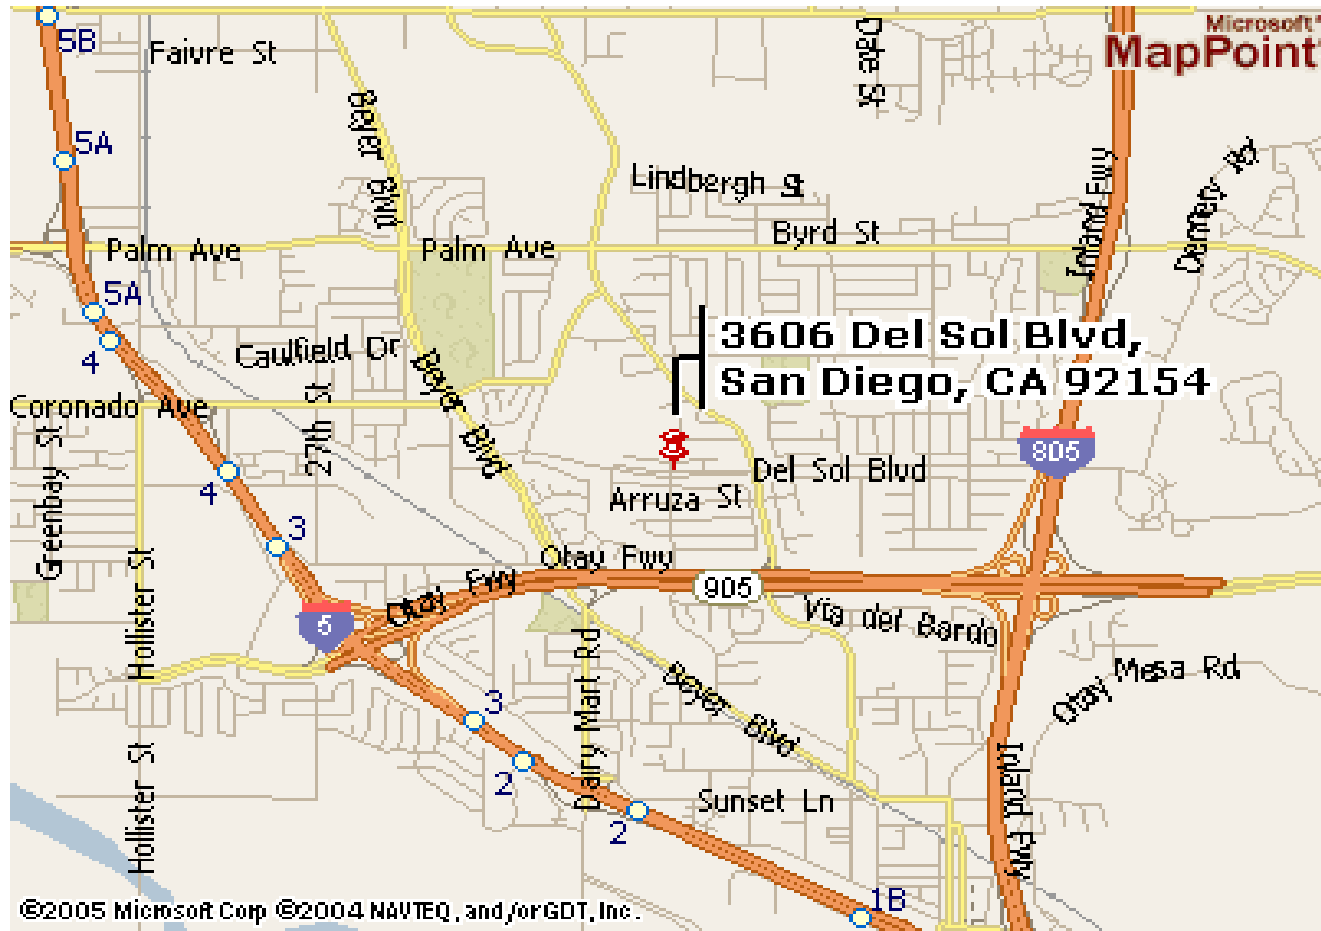 Microsoft
MapPoint
5B
Faivre St
Date St
Beyer Blvd
5A
Lindbergh St
Dennery Rd
Inland Fwy
Byrd St
Palm Ave
Palm Ave
5A
4
Caulfield Dr
3606 Del Sol Blvd,
San Diego, CA 92154
Beyer Blvd
Coronado Ave
27th St
Greenbay St
4
805
Del Sol Blvd
Arruza St
3
Otay Fwy
Otay Fwy
905
Hollister St
5
Via del Bardo
Otay Mesa Rd
Dairy Mart Rd
Beyer Blvd
3
2
Hollister St
Inland Fwy
Sunset Ln
2
1B
©2005 Microsoft Corp ©2004 NAVTEQ, and/or GDT, Inc.